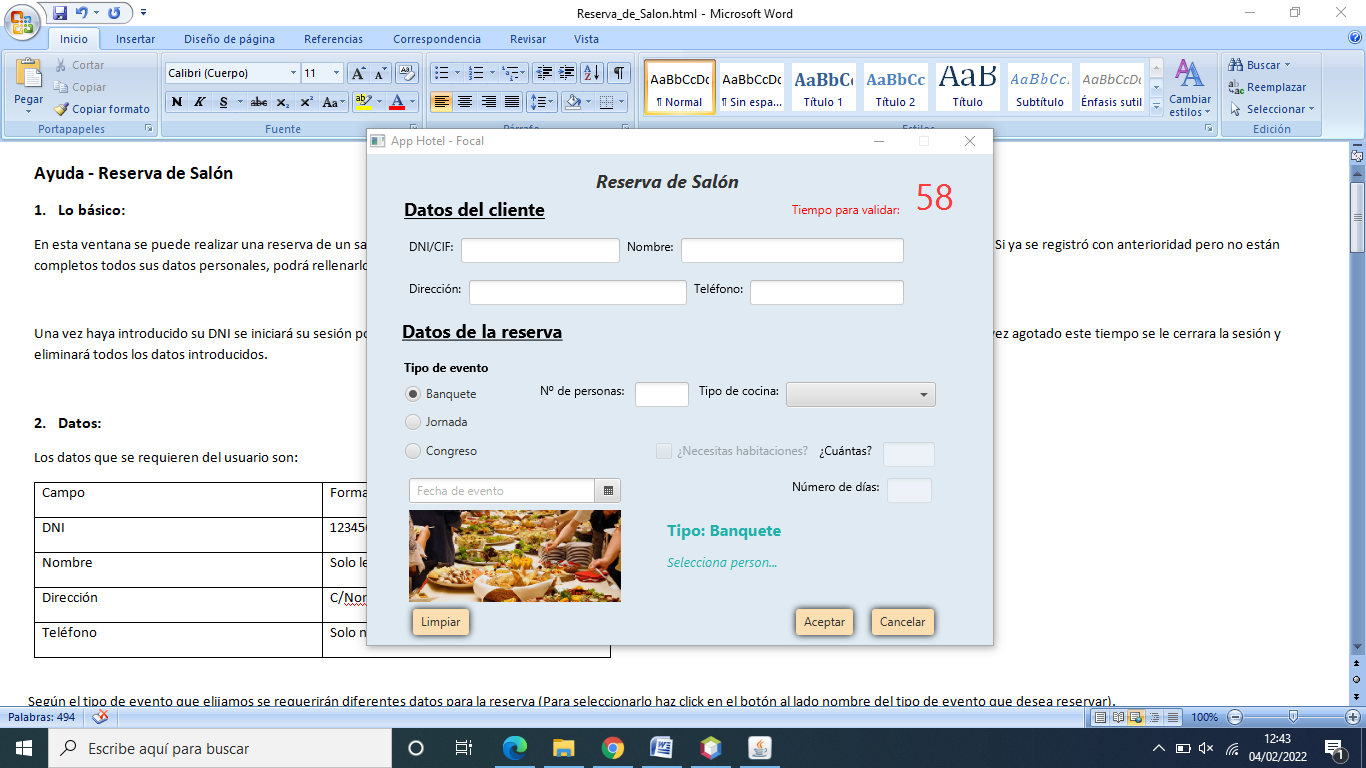 Reserva_de_Salon.html - Microsoft Word
Inicio Insertar Diseño de página Referencias Correspondencia Revisar Vista
Pegar
Cortar
Copiar
Copiar formato
Portapapeles
Calibri (Cuerpo) 11
N K S abc x₂ x² Aa
Fuente
Párrafo
AaBbCcDc AaBbCcDc AaBbCc AaBbCc AaB AaBbCc. AaBbCcDc
¶ Normal ¶ Sin espa... Título 1 Título 2 Título Subtítulo Énfasis sutil
Cambiar estilos
Estilos
Buscar
Reemplazar
Seleccionar
Edición
Ayuda - Reserva de Salón
1. Lo básico:
En esta ventana se puede realizar una reserva de un sa
Si ya se registró con anterioridad pero no están
completos todos sus datos personales, podrá rellenarlo
Una vez haya introducido su DNI se iniciará su sesión po
vez agotado este tiempo se le cerrara la sesión y
eliminará todos los datos introducidos.
2. Datos:
Los datos que se requieren del usuario son:
Campo Forma
DNI 123456
Nombre Solo le
Dirección C/Nor
Teléfono Solo n
Según el tipo de evento que elijamos se requerirán diferentes datos para la reserva (Para seleccionarlo haz click en el botón al lado nombre del tipo de evento que desea reservar).
App Hotel - Focal
Reserva de Salón
Datos del cliente
Tiempo para validar: 58
DNI/CIF: Nombre:
Dirección: Teléfono:
Datos de la reserva
Tipo de evento
Banquete Nº de personas: Tipo de cocina:
Jornada
Congreso ¿Necesitas habitaciones? ¿Cuántas?
Fecha de evento Número de días:
Tipo: Banquete
Selecciona person...
Limpiar Aceptar Cancelar
Palabras: 494 100%
Escribe aquí para buscar
12:43
04/02/2022
1